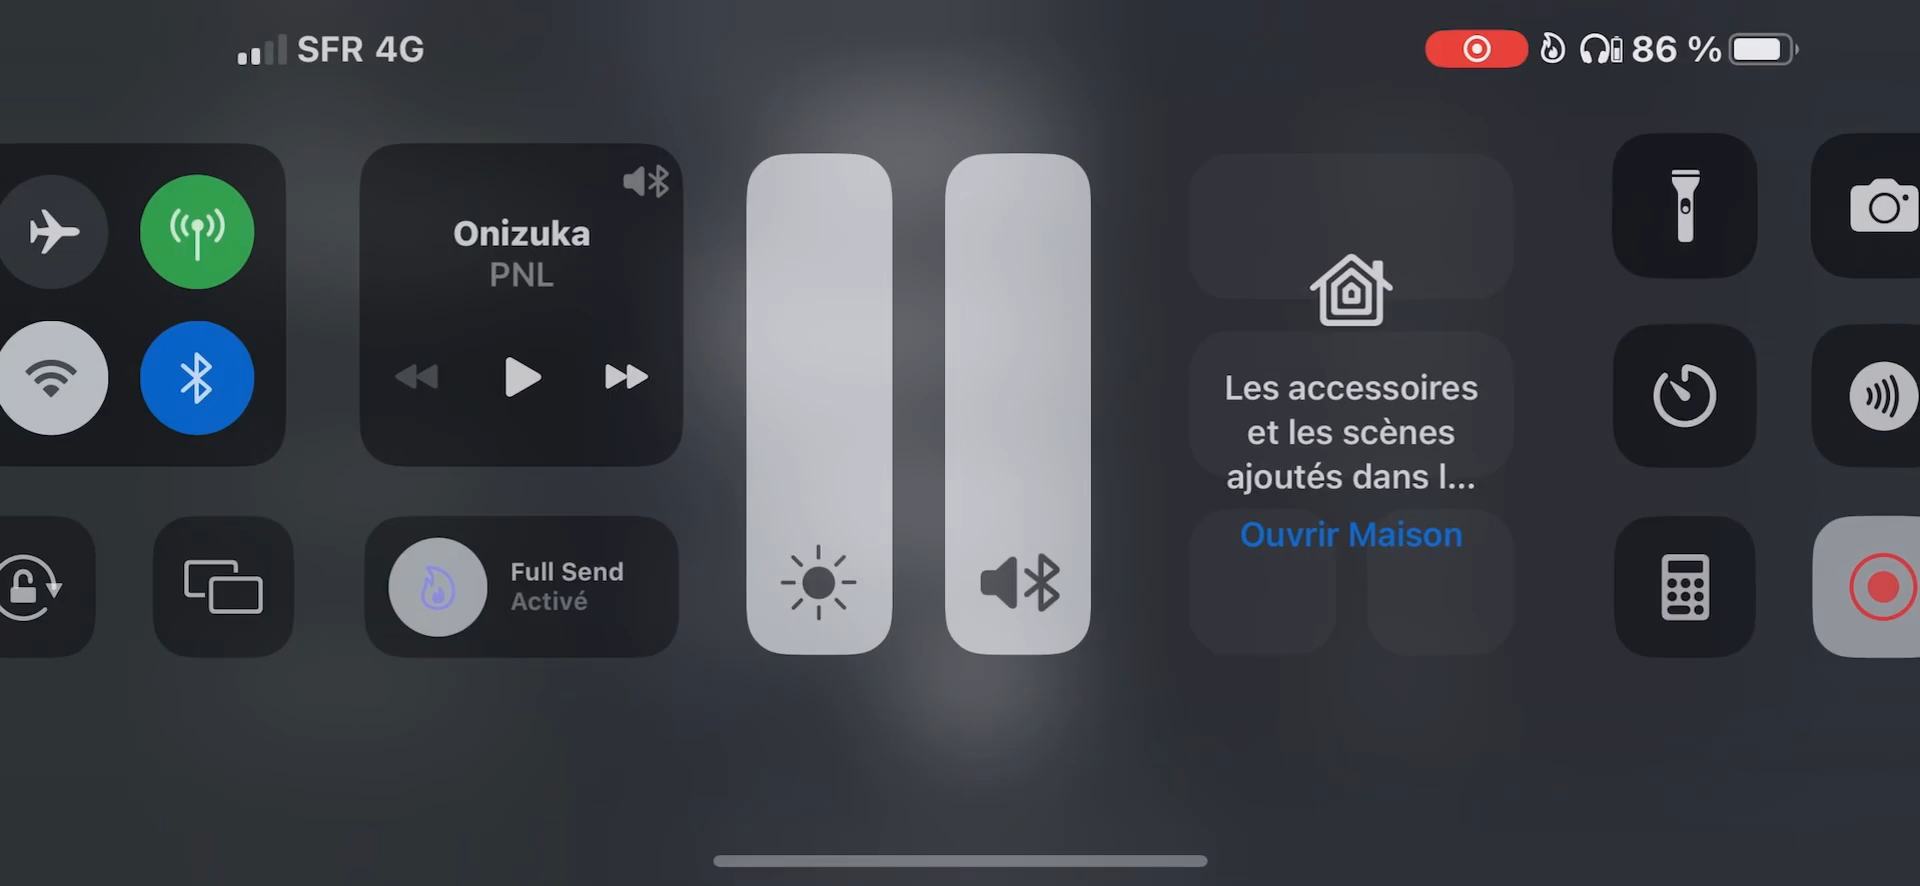 SFR 4G
86 %
Onizuka
PNL
Full Send
Activé
Les accessoires
et les scènes
ajoutés dans l...
Ouvrir Maison